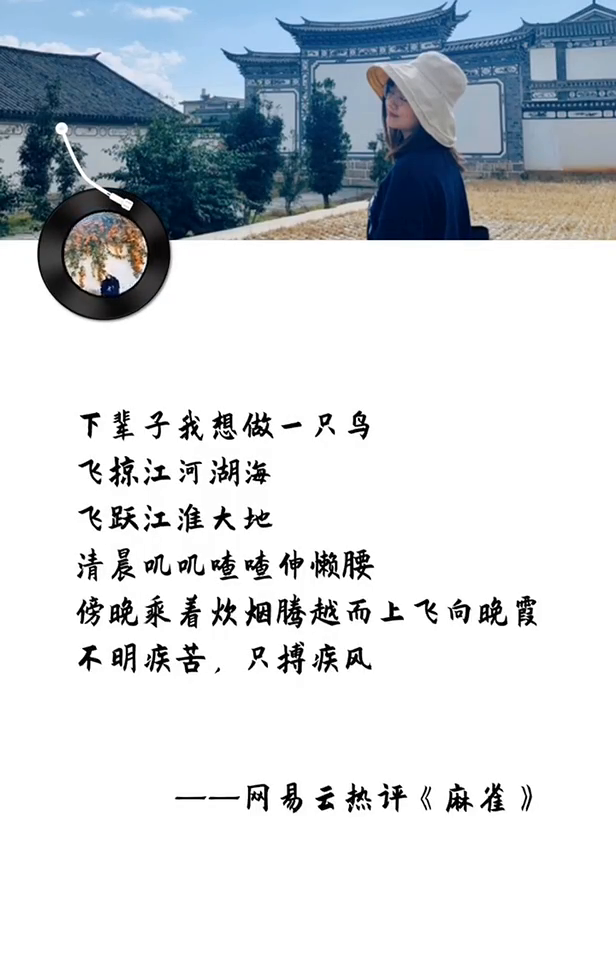 下辈子我想做一只鸟
飞掠江河湖海
飞跃江淮大地
清晨叽叽喳喳伸懒腰
傍晚乘着炊烟腾越而上飞向晚霞
不明疾苦，只搏疾风
——网易云热评《麻雀》